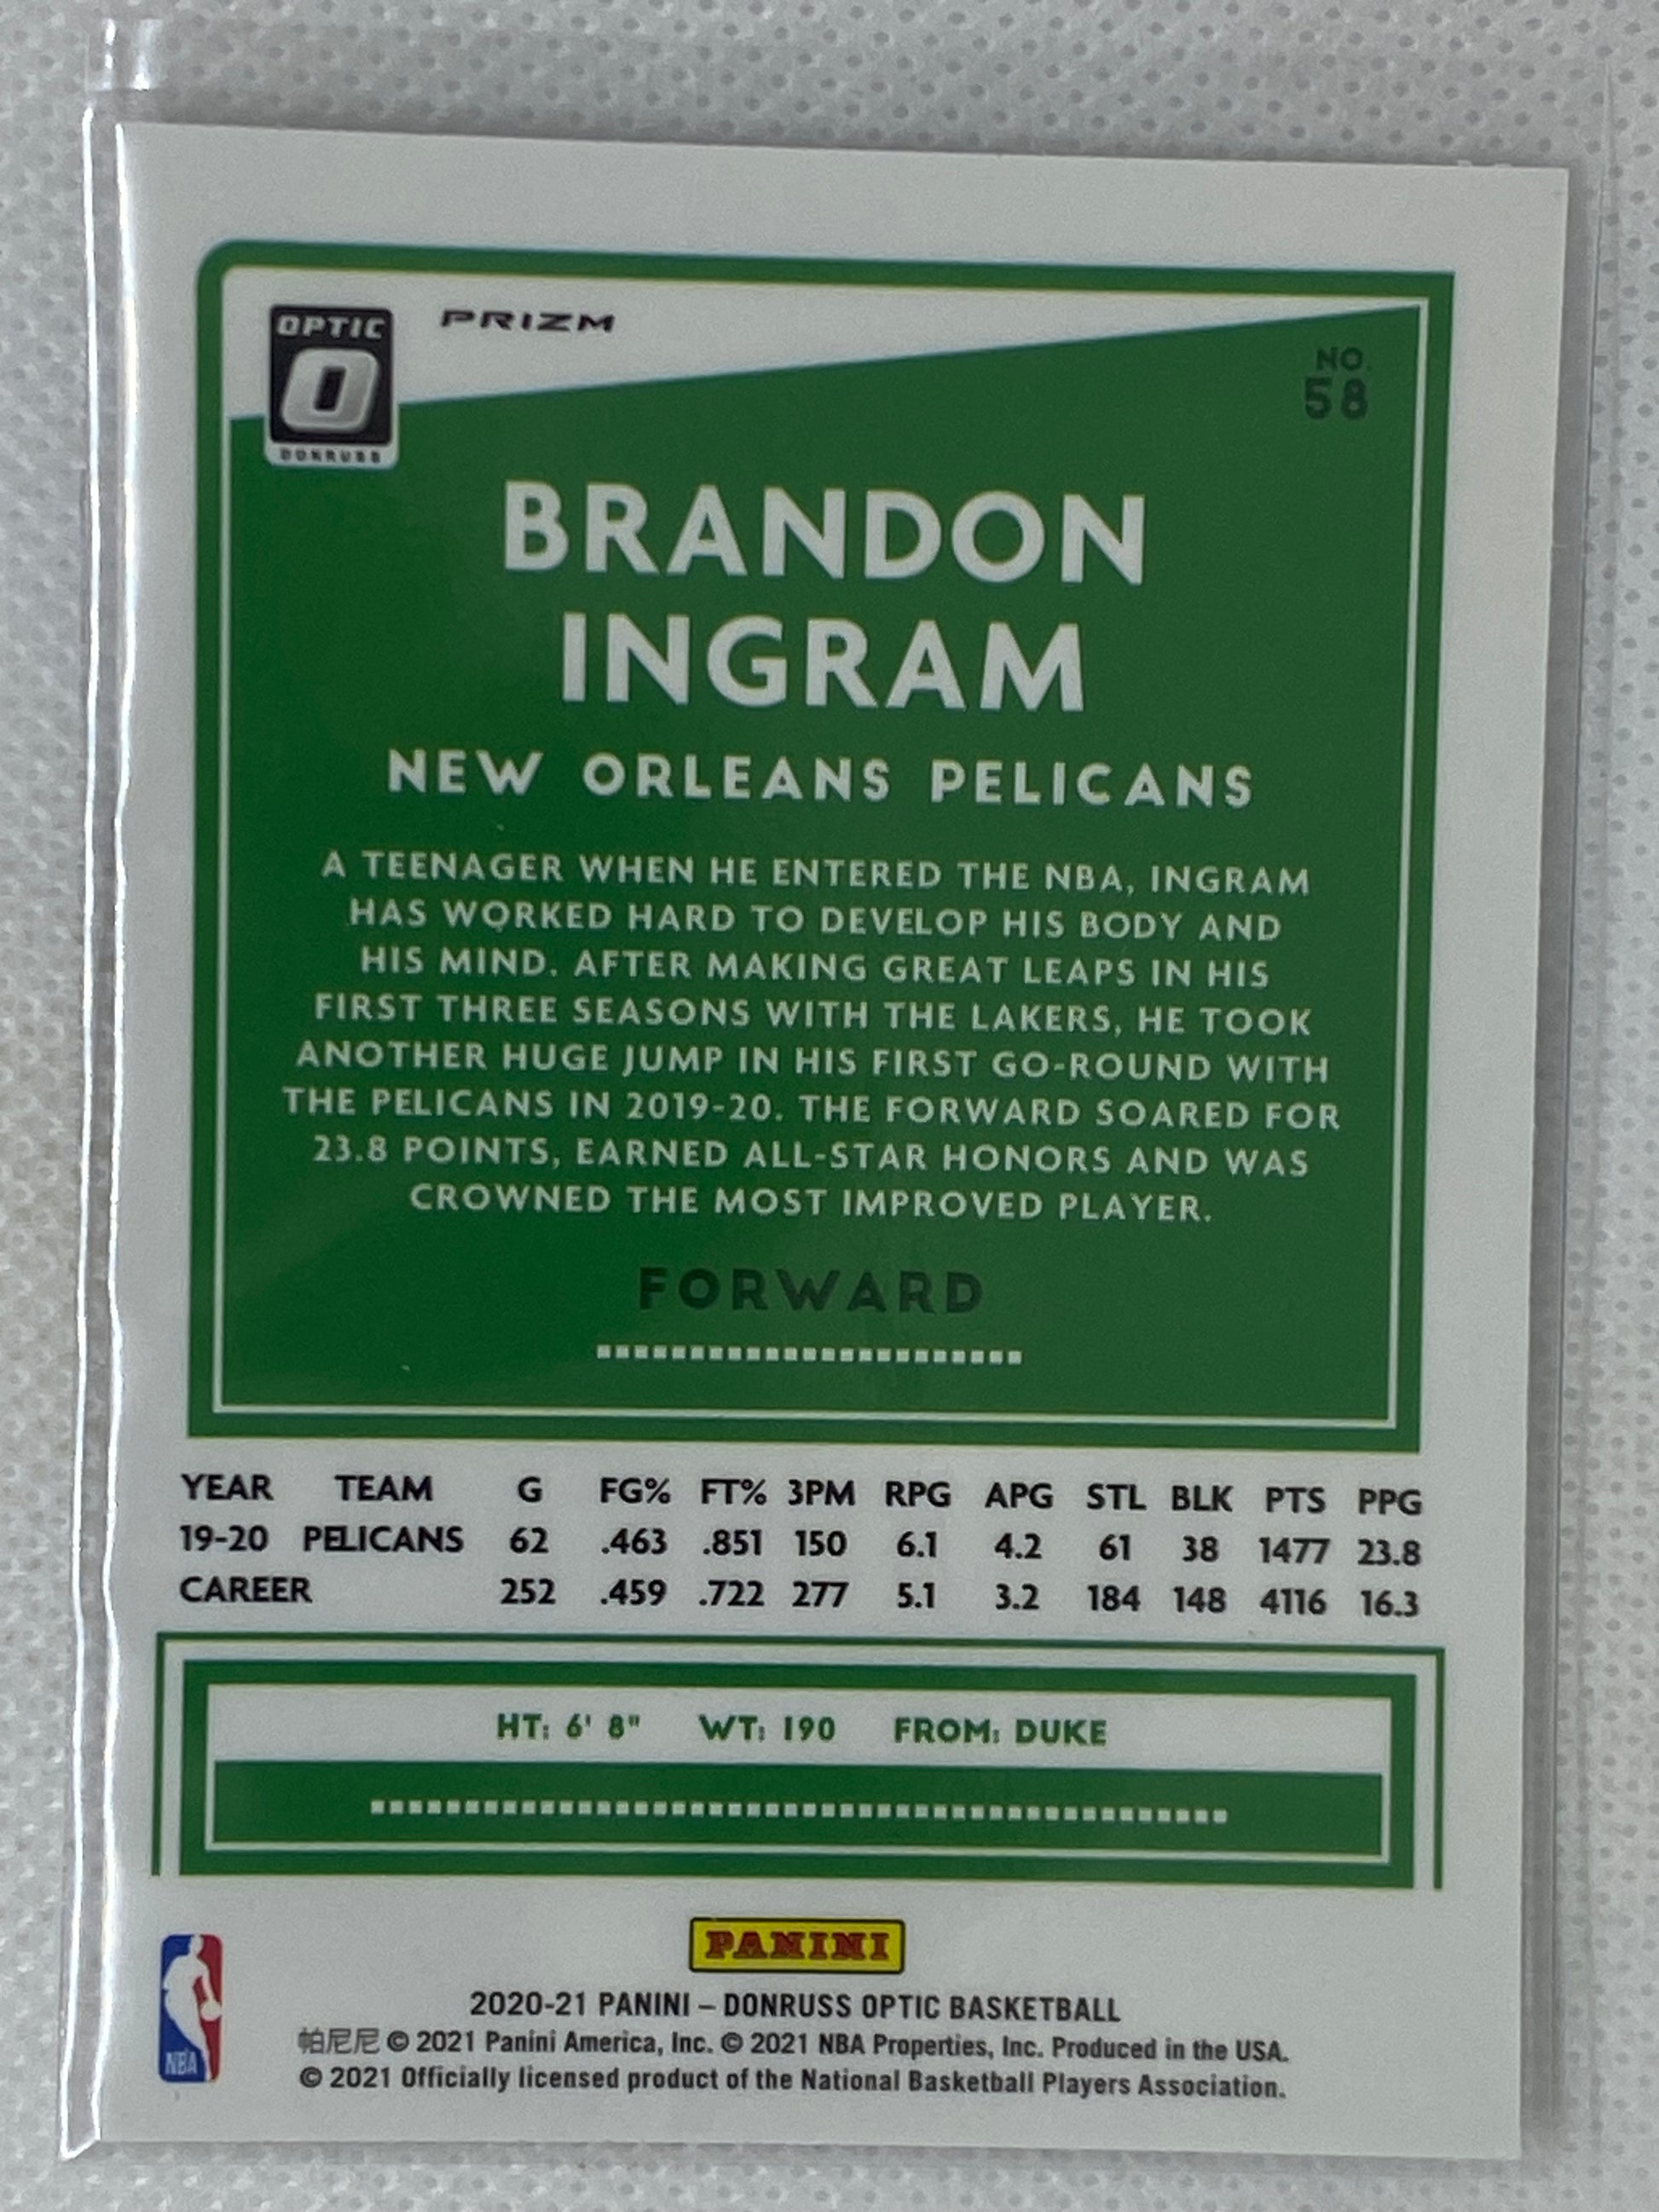 OPTIC
O
DONRUSS
PRIZM
NO.
58
BRANDON
INGRAM
NEW ORLEANS PELICANS
A TEENAGER WHEN HE ENTERED THE NBA, INGRAM
HAS WORKED HARD TO DEVELOP HIS BODY AND
HIS MIND. AFTER MAKING GREAT LEAPS IN HIS
FIRST THREE SEASONS WITH THE LAKERS, HE TOOK
ANOTHER HUGE JUMP IN HIS FIRST GO-ROUND WITH
THE PELICANS IN 2019-20. THE FORWARD SOARED FOR
23.8 POINTS, EARNED ALL-STAR HONORS AND WAS
CROWNED THE MOST IMPROVED PLAYER.
FORWARD
YEAR TEAM G FG% FT% 3PM RPG APG STL BLK PTS PPG
19-20 PELICANS 62 .463 .851 150 6.1 4.2 61 38 1477 23.8
CAREER 252 .459 .722 277 5.1 3.2 184 148 4116 16.3
HT: 6' 8" WT: 190 FROM: DUKE
PANINI
NBA
2020-21 PANINI – DONRUSS OPTIC BASKETBALL
帕尼尼 © 2021 Panini America, Inc. © 2021 NBA Properties, Inc. Produced in the USA.
© 2021 Officially licensed product of the National Basketball Players Association.